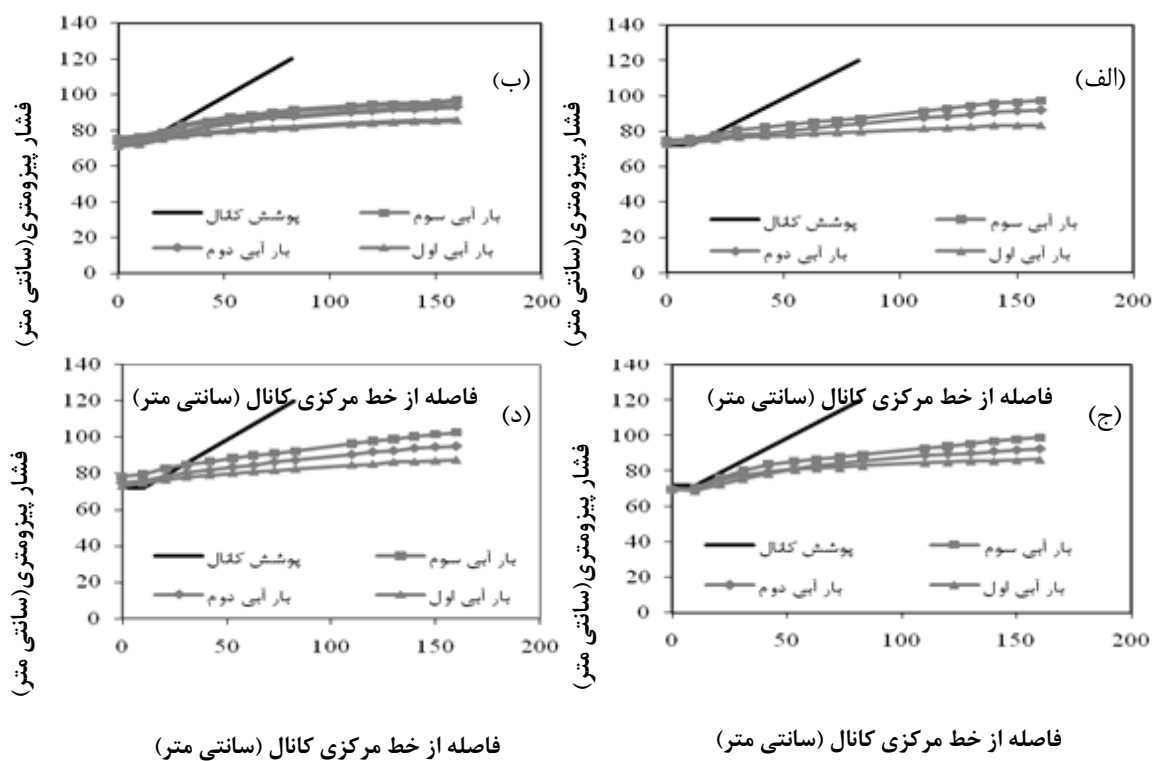 (الف)
فشار پیزومتری(سانتی متر)
140
120
100
80
60
40
20
0
پوشش کانال
بار آبی سوم
بار آبی دوم
بار آبی اول
0 50 100 150 200
فاصله از خط مرکزی کانال (سانتی متر)
(ب)
فشار پیزومتری(سانتی متر)
140
120
100
80
60
40
20
0
پوشش کانال
بار آبی سوم
بار آبی دوم
بار آبی اول
0 50 100 150 200
فاصله از خط مرکزی کانال (سانتی متر)
(ج)
فشار پیزومتری(سانتی متر)
140
120
100
80
60
40
20
0
پوشش کانال
بار آبی سوم
بار آبی دوم
بار آبی اول
0 50 100 150 200
فاصله از خط مرکزی کانال (سانتی متر)
(د)
فشار پیزومتری(سانتی متر)
140
120
100
80
60
40
20
0
پوشش کانال
بار آبی سوم
بار آبی دوم
بار آبی اول
0 50 100 150 200
فاصله از خط مرکزی کانال (سانتی متر)